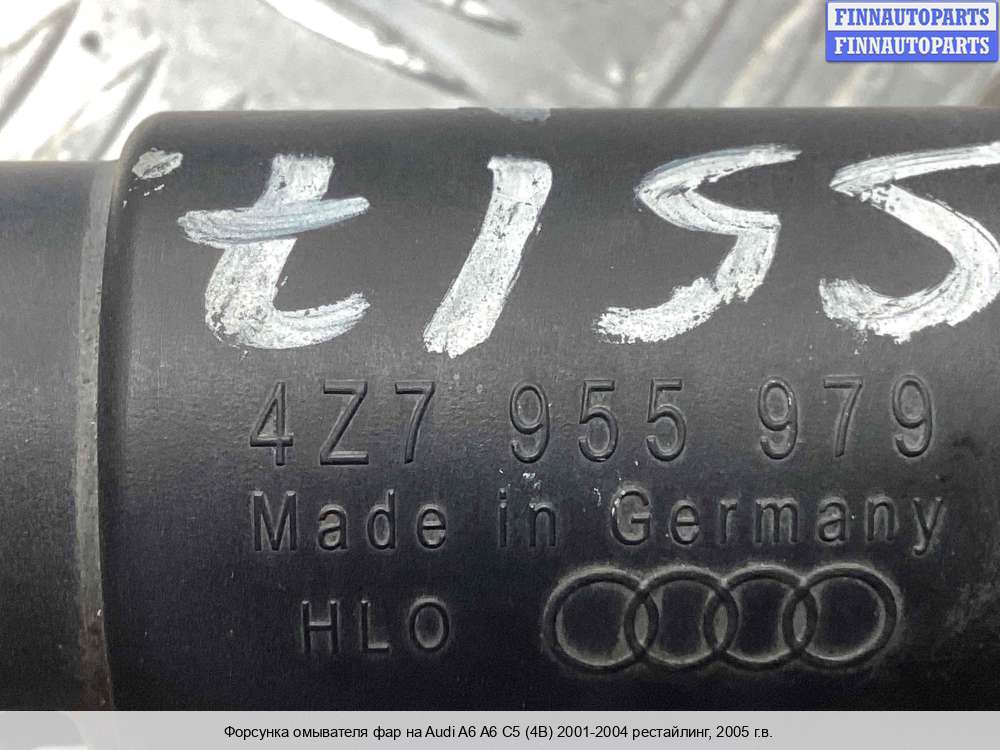 FINNAUTOPARTS
FINNAUTOPARTS
t155
4Z7 955 979
Made in Germany
HLO
Форсунка омывателя фар на Audi A6 A6 C5 (4B) 2001-2004 рестайлинг, 2005 г.в.